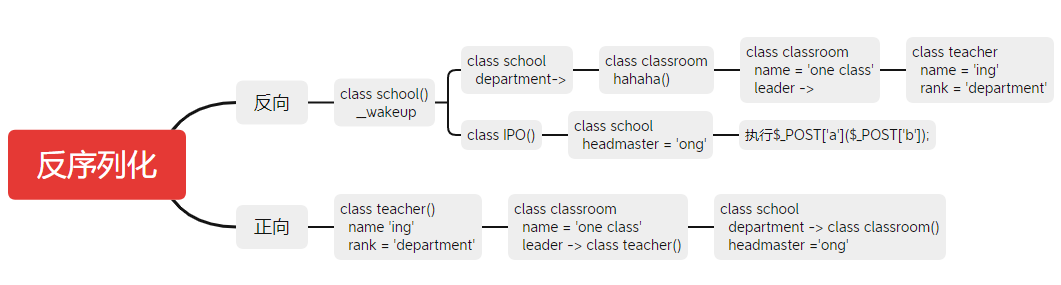 反序列化
反向
class school()
__wakeup
class school
department->
class classroom
hahaha()
class classroom
name = 'one class'
leader ->
class teacher
name = 'ing'
rank = 'department'
class IPO()
class school
headmaster = 'ong'
执行$_POST['a']($_POST['b']);
正向
class teacher()
name 'ing'
rank = 'department'
class classroom
name = 'one class'
leader -> class teacher()
class school
department -> class classroom()
headmaster ='ong'